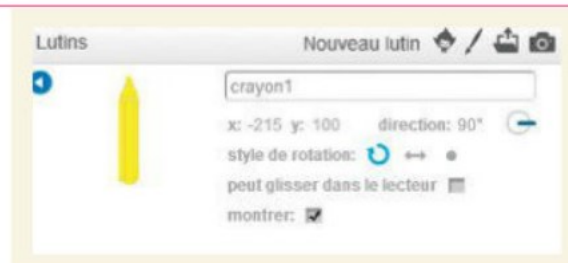 Lutins Nouveau lutin
crayon1
x: -215 y: 100 direction: 90°
style de rotation:
peut glisser dans le lecteur
montrer: